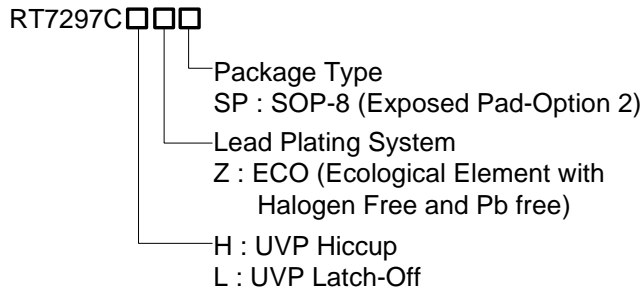 RT7297C□□□
Package Type
SP : SOP-8 (Exposed Pad-Option 2)
Lead Plating System
Z : ECO (Ecological Element with
Halogen Free and Pb free)
H : UVP Hiccup
L : UVP Latch-Off